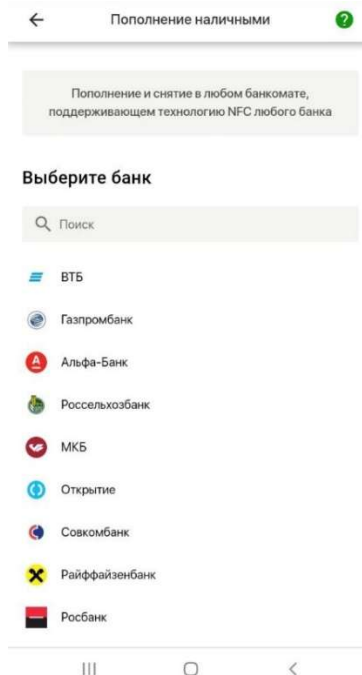 Пополнение наличными
?
Пополнение и снятие в любом банкомате,
поддерживающем технологию NFC любого банка
Выберите банк
Поиск
ВТБ
Газпромбанк
А
Альфа-Банк
Россельхозбанк
МКБ
Открытие
Совкомбанк
Райффайзенбанк
Росбанк